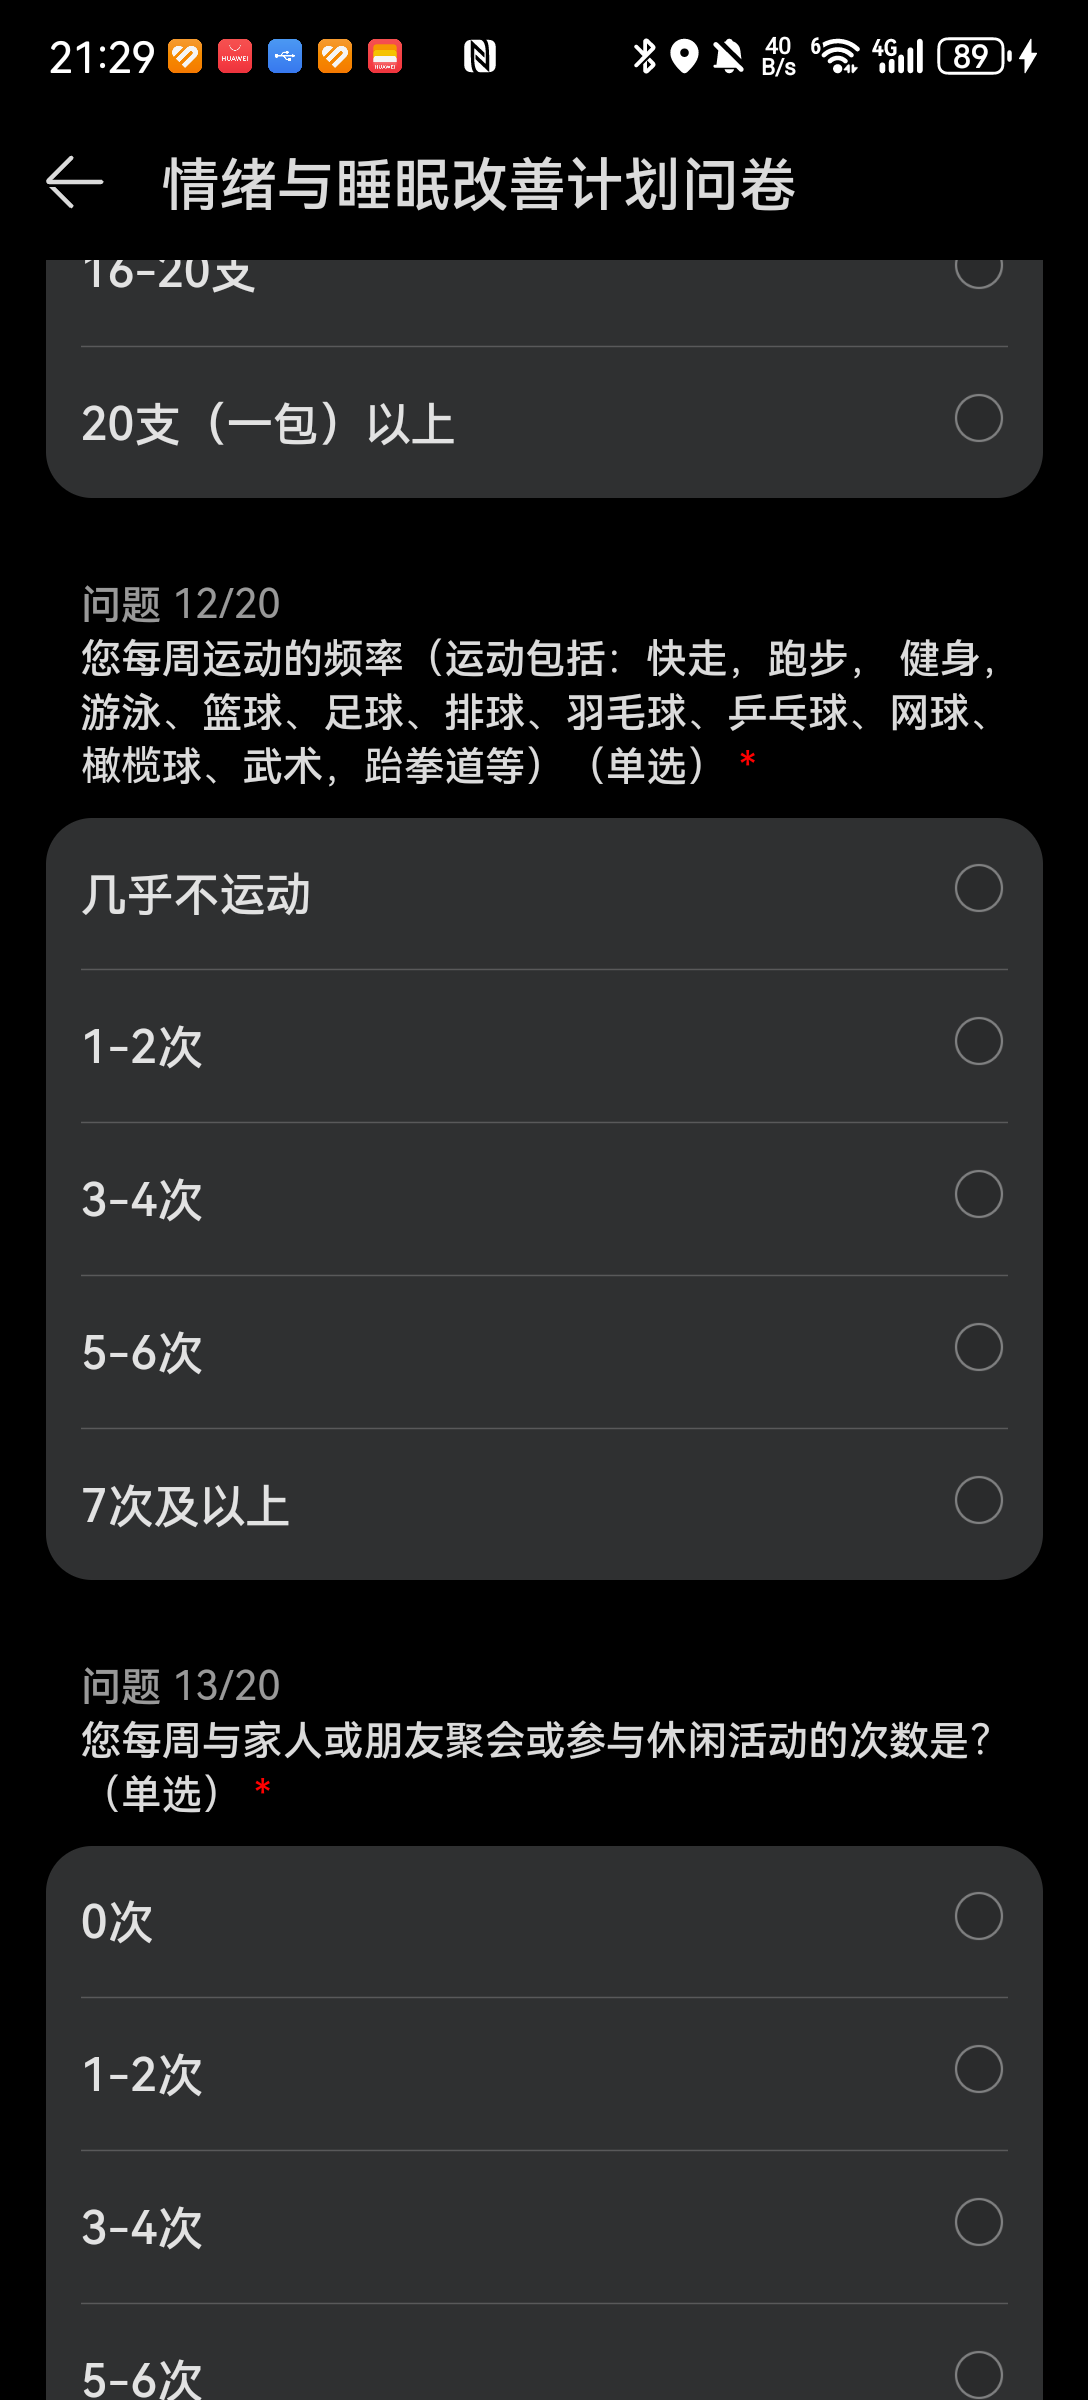 21:29
40 B/s
6
4G
89
情绪与睡眠改善计划问卷
16-20支
20支（一包）以上
问题 12/20
您每周运动的频率（运动包括：快走，跑步， 健身，
游泳、篮球、足球、排球、羽毛球、乒乓球、网球、
橄榄球、武术，跆拳道等）（单选） *
几乎不运动
1-2次
3-4次
5-6次
7次及以上
问题 13/20
您每周与家人或朋友聚会或参与休闲活动的次数是？
（单选） *
0次
1-2次
3-4次
5-6次